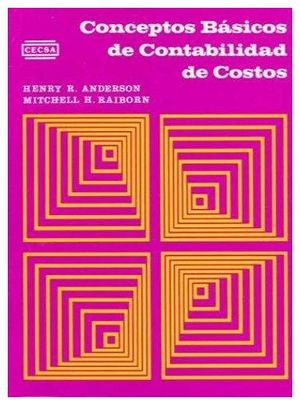 Conceptos Básicos
de Contabilidad
de Costos
CECSA
HENRY R. ANDERSON
MITCHELL H. RAIBORN